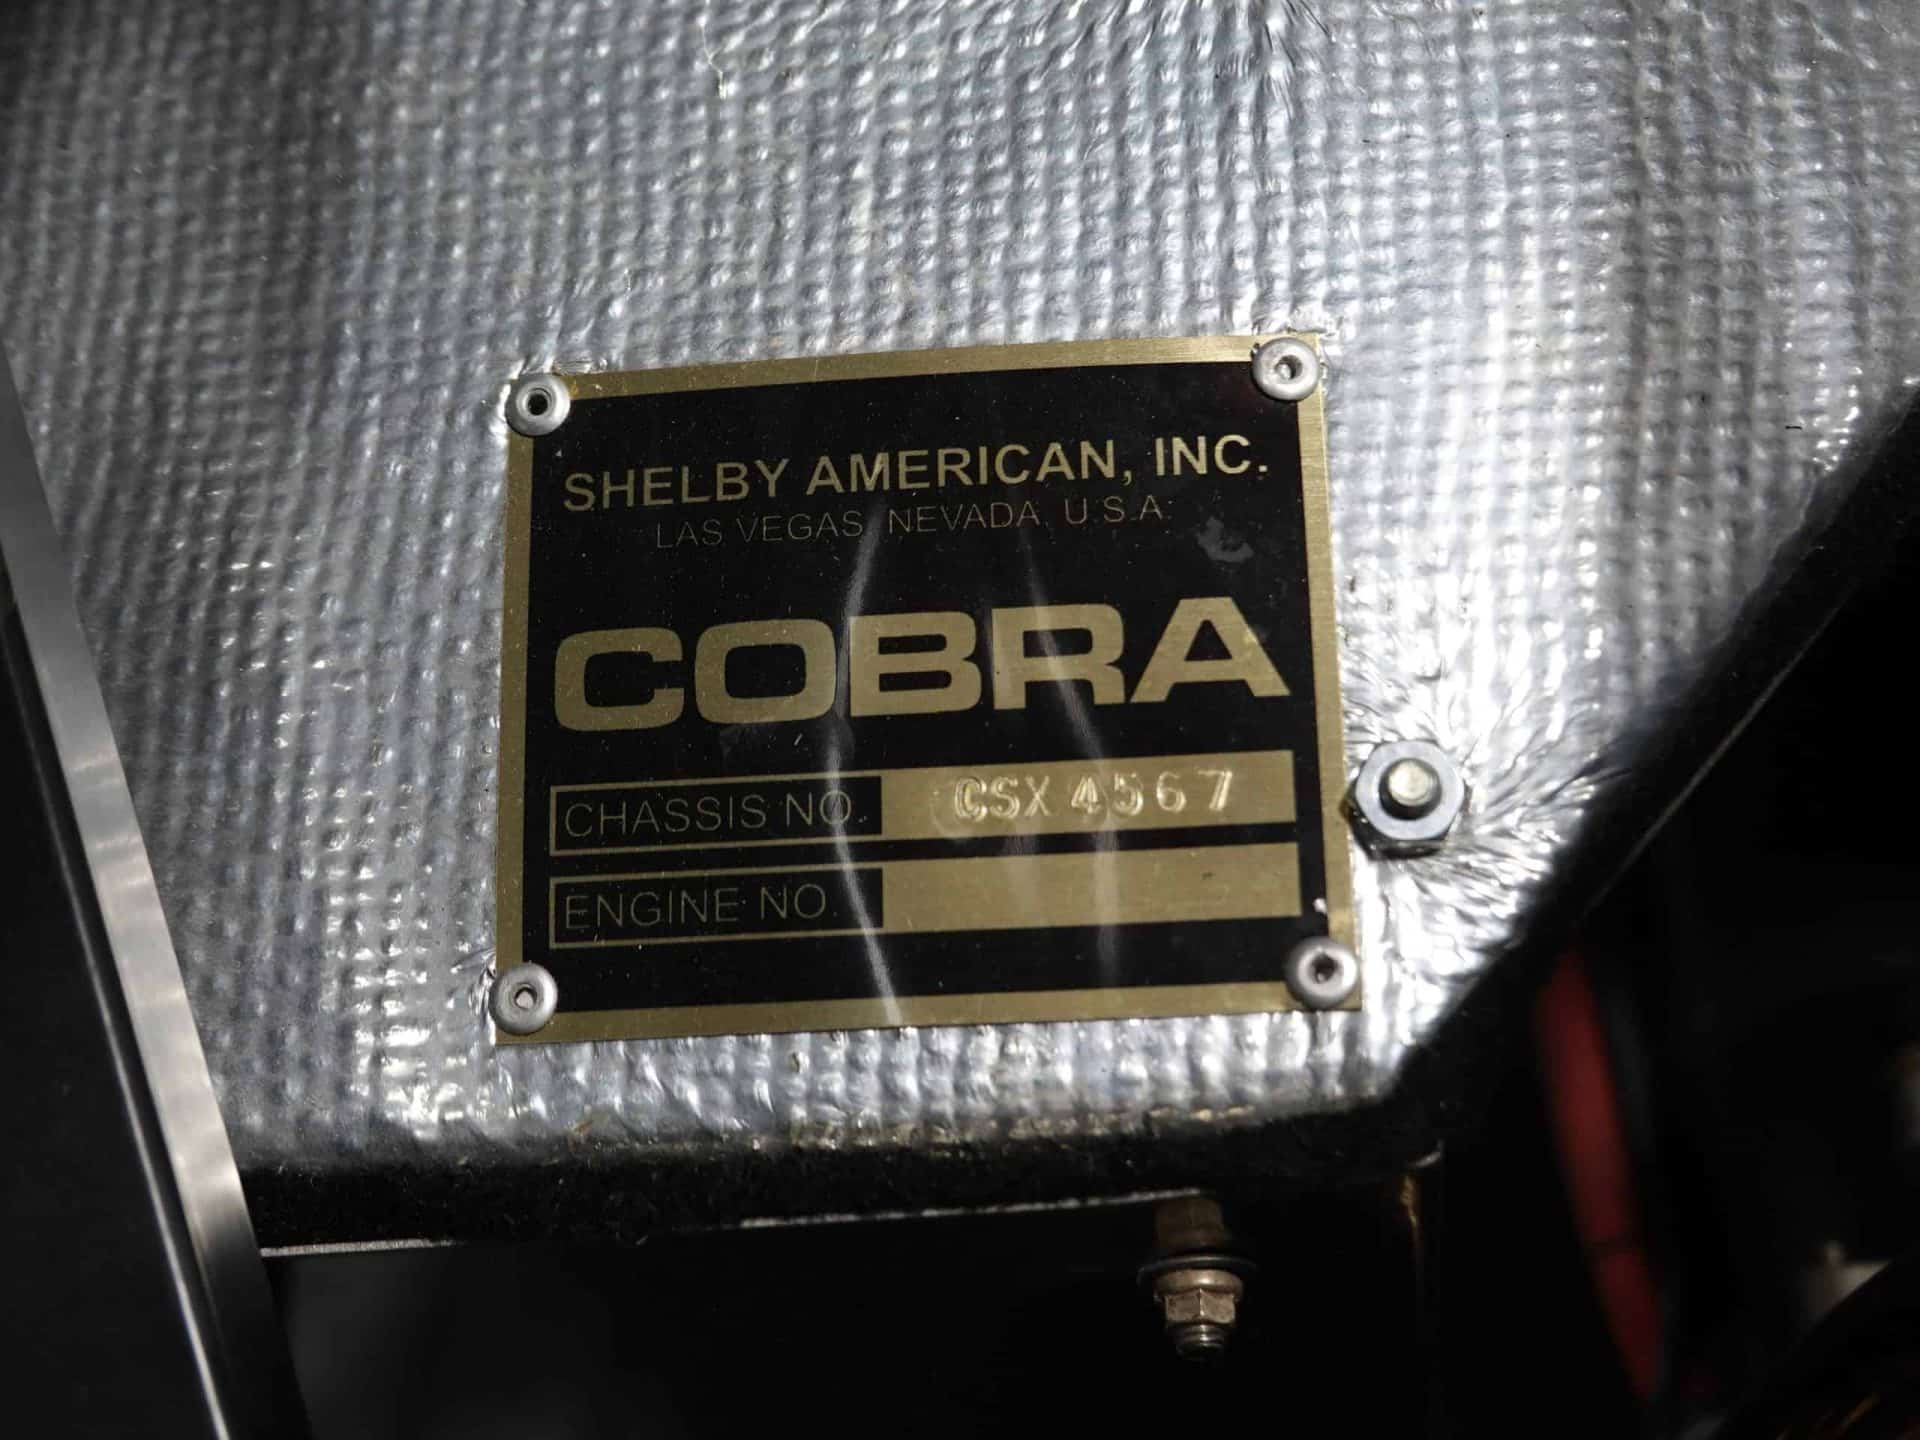 SHELBY AMERICAN, INC.
LAS VEGAS, NEVADA, U.S.A.
COBRA
CHASSIS NO. CSX 4567
ENGINE NO.